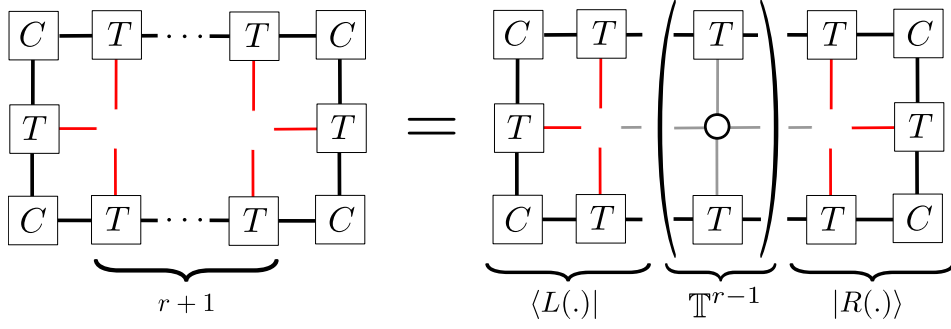 C T ··· T C = C T T T C
T T T T
C T ··· T C C T T T C
r + 1 ⟨L(.)| 𝕋^{r−1} |R(.)⟩